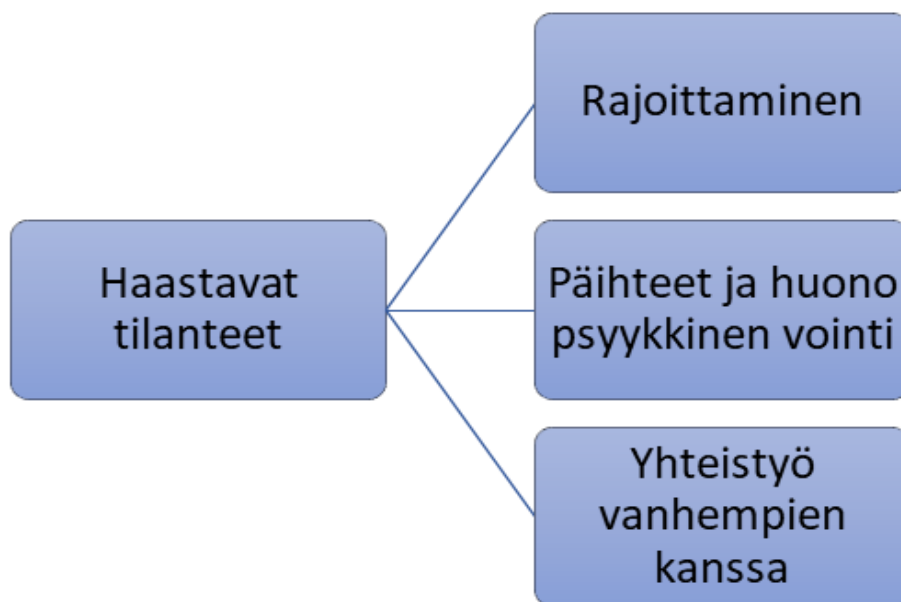 Rajoittaminen
Haastavat
tilanteet
Päihteet ja huono
psyykkinen vointi
Yhteistyö
vanhempien
kanssa